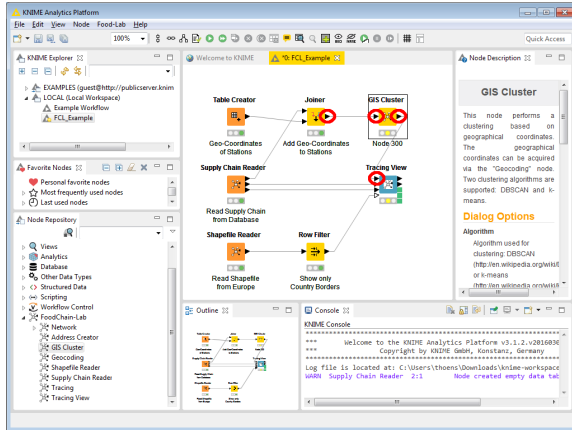 KNIME Analytics Platform
File Edit View Node Food-Lab Help
100%
Quick Access
KNIME Explorer
EXAMPLES (guest@http://publicserver.knim
LOCAL (Local Workspace)
Example Workflow
FCL_Example
Favorite Nodes
Personal favorite nodes
Most frequently used nodes
Last used nodes
Node Repository
Views
Analytics
Database
Other Data Types
Structured Data
Scripting
Workflow Control
FoodChain-Lab
Network
Address Creator
GIS Cluster
Geocoding
Shapefile Reader
Supply Chain Reader
Tracing
Tracing View
Welcome to KNIME
*0: FCL_Example
Table Creator
Joiner
GIS Cluster
Geo-Coordinates
of Stations
Add Geo-Coordinates
to Stations
Node 300
Supply Chain Reader
Tracing View
Read Supply Chain
from Database
Shapefile Reader
Row Filter
Read Shapefile
from Europe
Show only
Country Borders
Outline
Console
KNIME Console
*** Welcome to the KNIME Analytics Platform v3.1.2.v2016030
*** Copyright by KNIME GmbH, Konstanz, Germany
Log file is located at: C:\Users\thoens\Downloads\knime-workspace
WARN Supply Chain Reader 2:1 Node created empty data tab
Node Description
GIS Cluster
This node performs a
clustering based on
geographical coordinates.
The geographical
coordinates can be acquired
via the "Geocoding" node.
Two clustering algorithms are
supported: DBSCAN and k-
means.
Dialog Options
Algorithm
Algorithm used for
clustering: DBSCAN
(http://en.wikipedia.org/wiki/D
or k-means